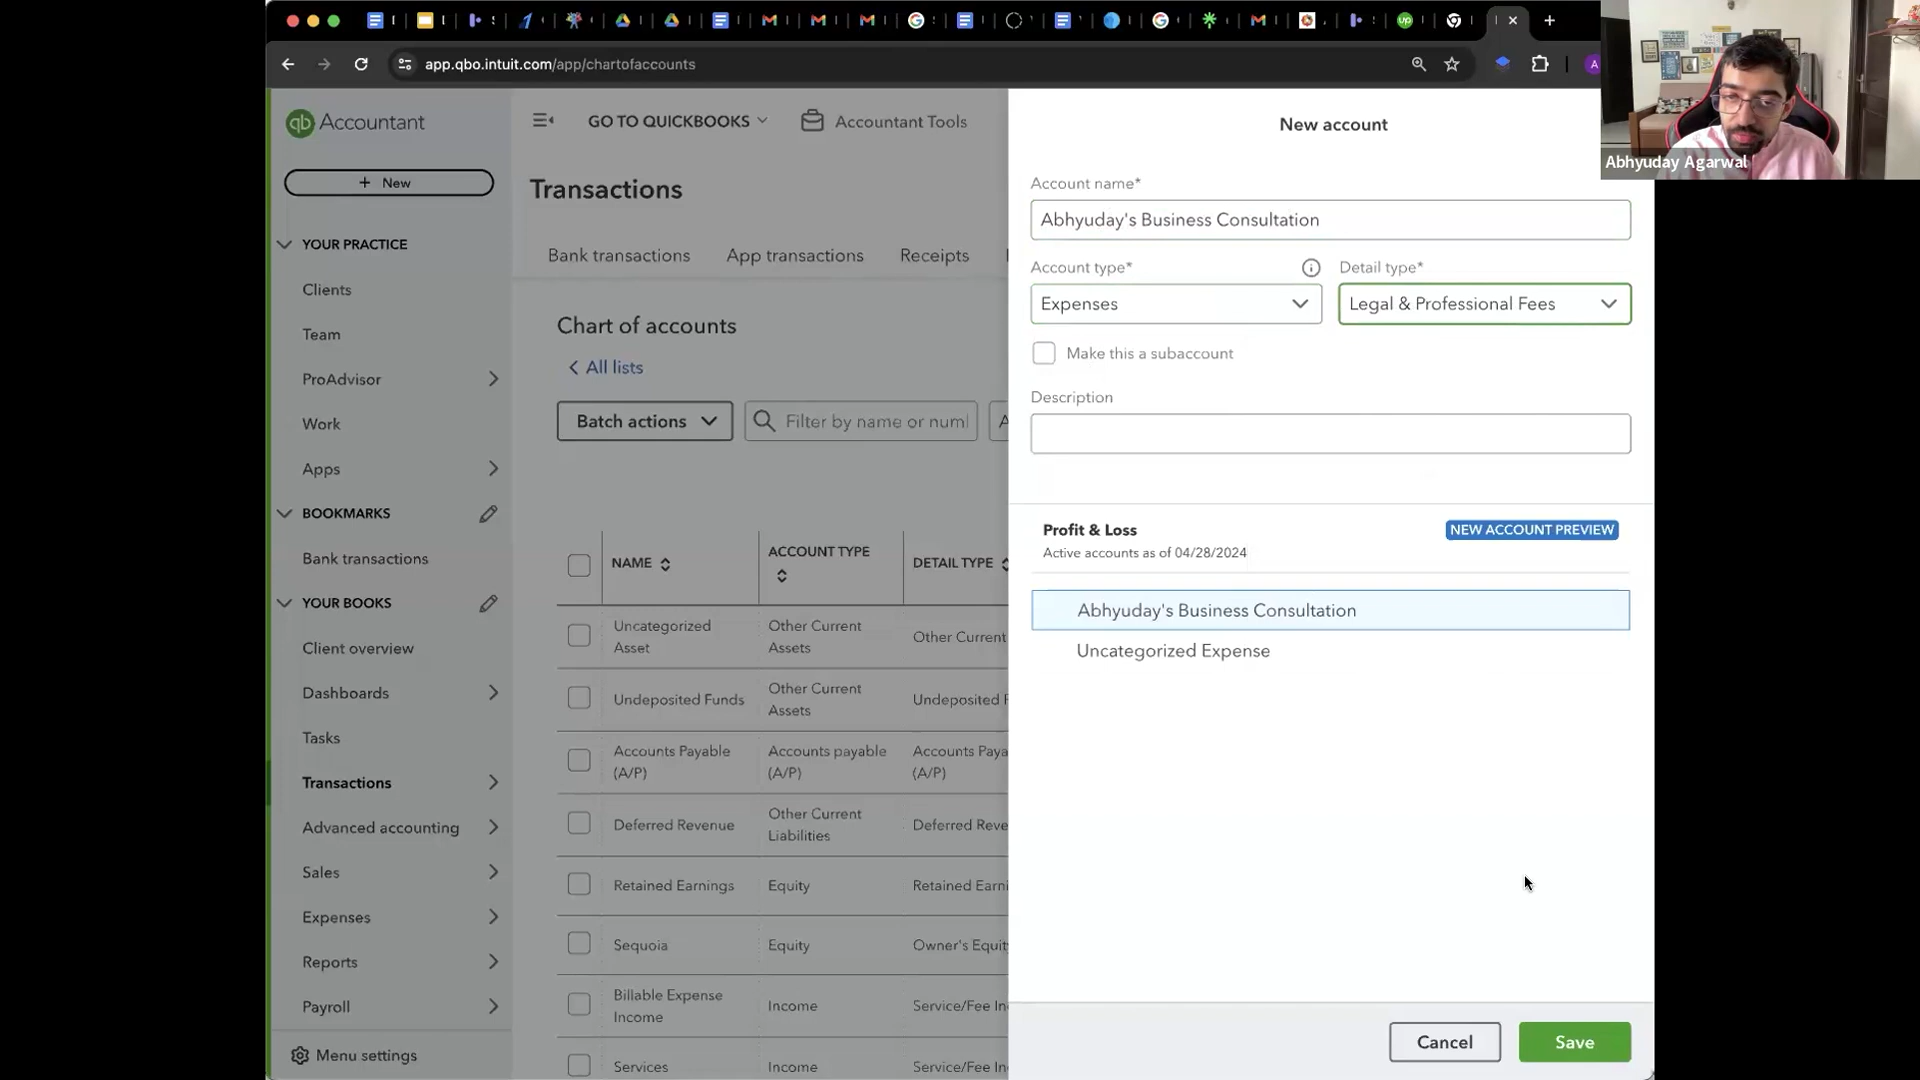 app.qbo.intuit.com/app/chartofaccounts
Abhyuday Agarwal
qb Accountant
+ New
YOUR PRACTICE
Clients
Team
ProAdvisor
Work
Apps
BOOKMARKS
Bank transactions
YOUR BOOKS
Client overview
Dashboards
Tasks
Transactions
Advanced accounting
Sales
Expenses
Reports
Payroll
Menu settings
GO TO QUICKBOOKS
Accountant Tools
Transactions
Bank transactions App transactions Receipts
Chart of accounts
All lists
Batch actions
Filter by name or numl
NAME ACCOUNT TYPE DETAIL TYPE
Uncategorized Asset Other Current Assets Other Current
Undeposited Funds Other Current Assets Undeposited F
Accounts Payable (A/P) Accounts payable (A/P) Accounts Paya (A/P)
Deferred Revenue Other Current Liabilities Deferred Reve
Retained Earnings Equity Retained Earni
Sequoia Equity Owner's Equit
Billable Expense Income Income Service/Fee In
Services Income Service/Fee In
New account
Account name*
Abhyuday's Business Consultation
Account type* Detail type*
Expenses Legal & Professional Fees
Make this a subaccount
Description
Profit & Loss NEW ACCOUNT PREVIEW
Active accounts as of 04/28/2024
Abhyuday's Business Consultation
Uncategorized Expense
Cancel Save